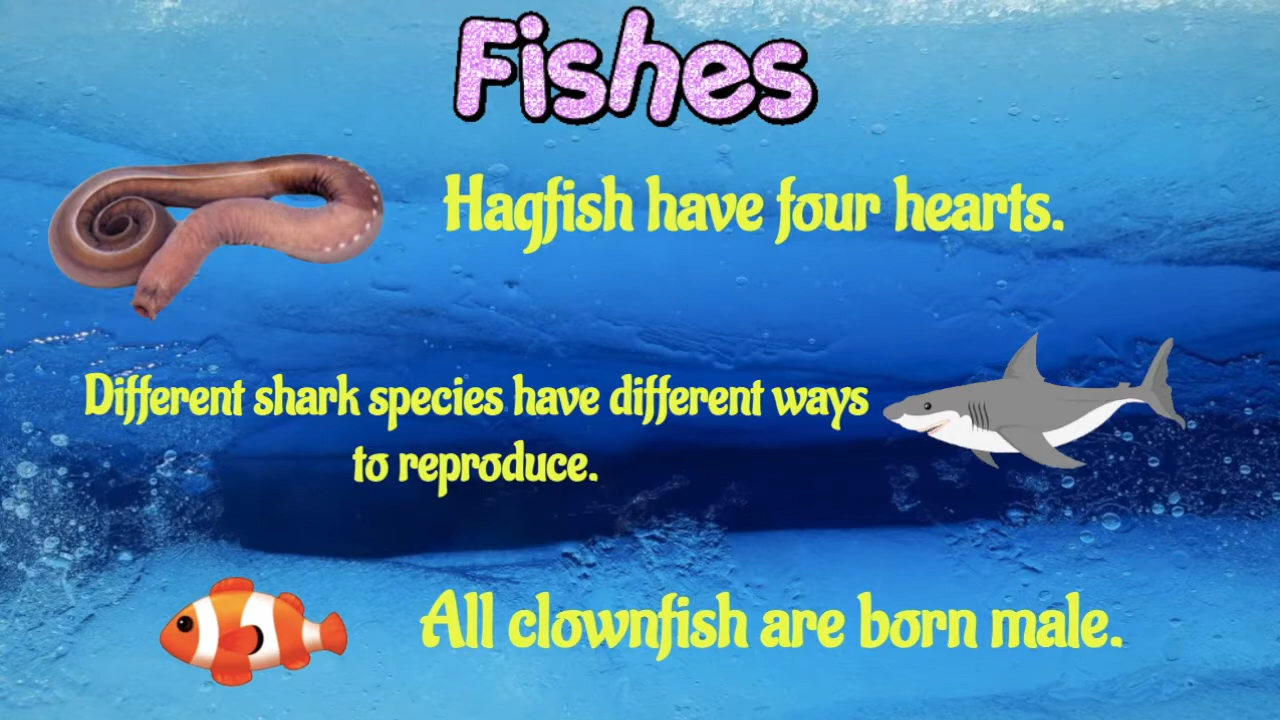 Fishes
Hagfish have four hearts.
Different shark species have different ways
to reproduce.
All clownfish are born male.